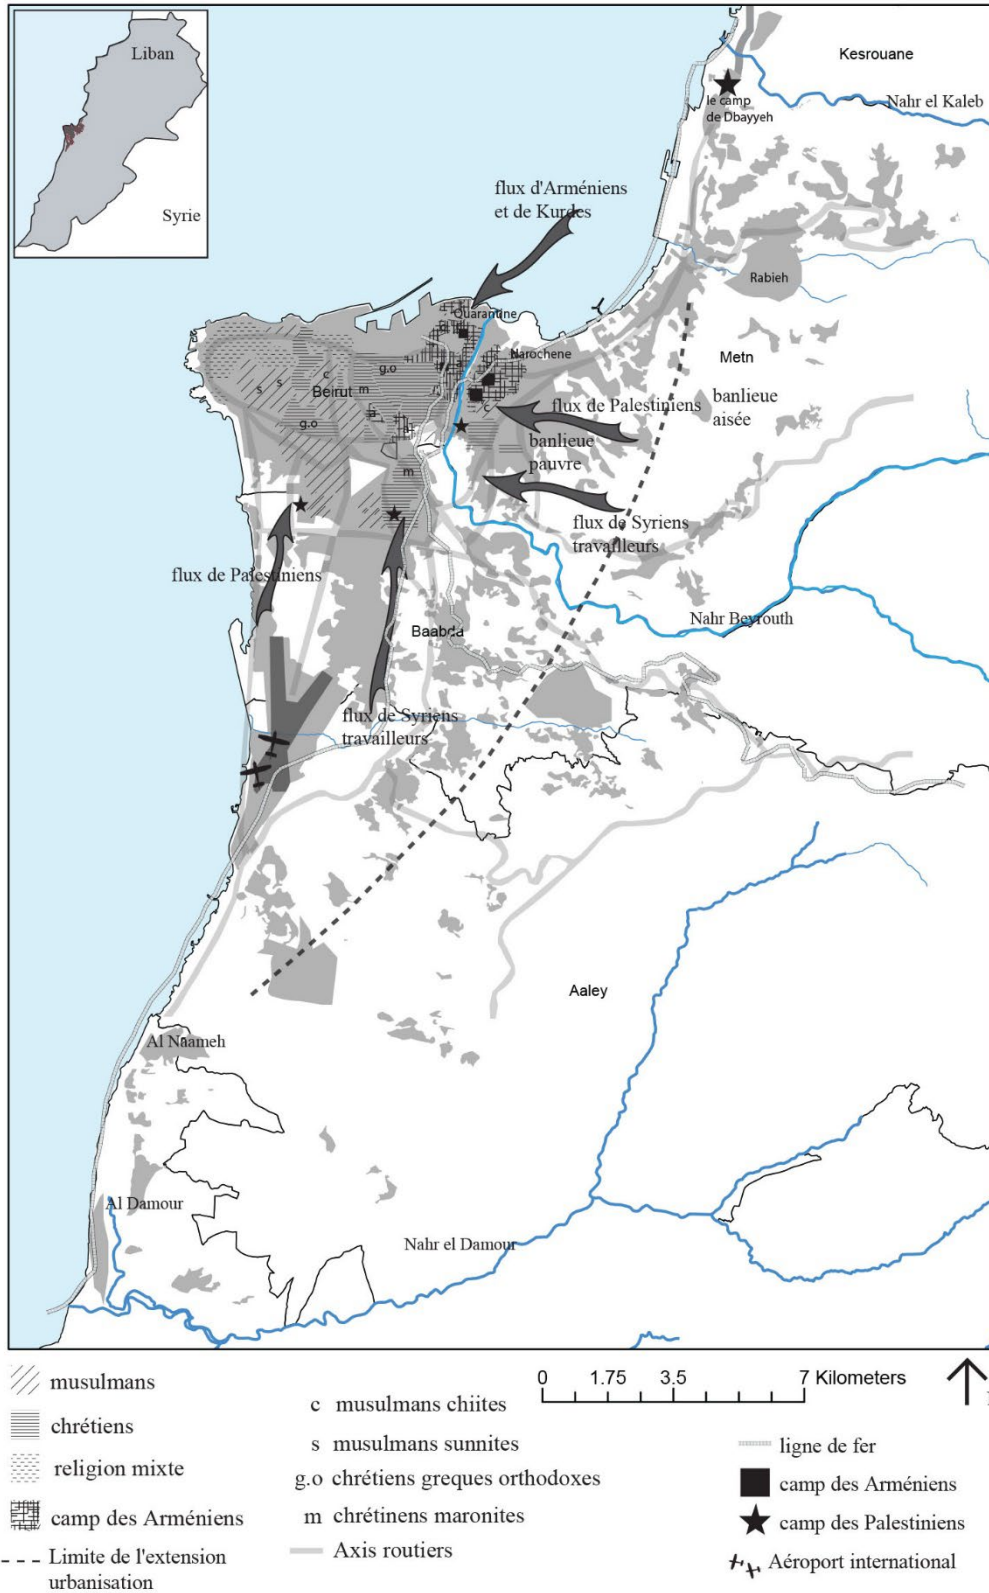 Liban
Syrie
Kesrouane
Nahr el Kaleb
le camp
de Dbayyeh
flux d'Arméniens
et de Kurdes
Rabieh
Quarantine
Narochene
Metn
g.o
c
Beirut
m
s
s
g.o
a
a
c
flux de Palestiniens
banlieue
aisée
banlieue
pauvre
m
flux de Syriens
travailleurs
flux de Palestiniens
Nahr Beyrouth
Baabda
flux de Syriens
travailleurs
Aaley
Al Naameh
Al Damour
Nahr el Damour
musulmans
chrétiens
religion mixte
camp des Arméniens
Limite de l'extension
urbanisation
c musulmans chiites
s musulmans sunnites
g.o chrétiens greques orthodoxes
m chrétinens maronites
Axis routiers
0 1.75 3.5 7 Kilometers
ligne de fer
camp des Arméniens
camp des Palestiniens
Aéroport international